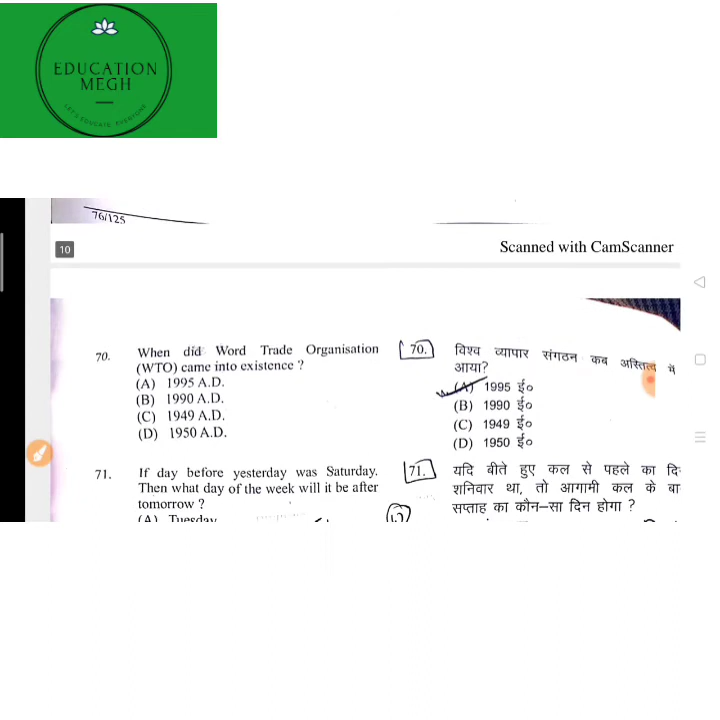 EDUCATION
MEGH
LET'S EDUCATE EVERYONE
76/125
10
Scanned with CamScanner
70. When did Word Trade Organisation
(WTO) came into existence ?
(A) 1995 A.D.
(B) 1990 A.D.
(C) 1949 A.D.
(D) 1950 A.D.
71. If day before yesterday was Saturday.
Then what day of the week will it be after
tomorrow ?
(A) Tuesday
70. विश्व व्यापार संगठन कब अस्तित्व में
आया?
(A) 1995 ई०
(B) 1990 ई०
(C) 1949 ई०
(D) 1950 ई०
71. यदि बीते हुए कल से पहले का दि
शनिवार था, तो आगामी कल के बा
सप्ताह का कौन-सा दिन होगा ?